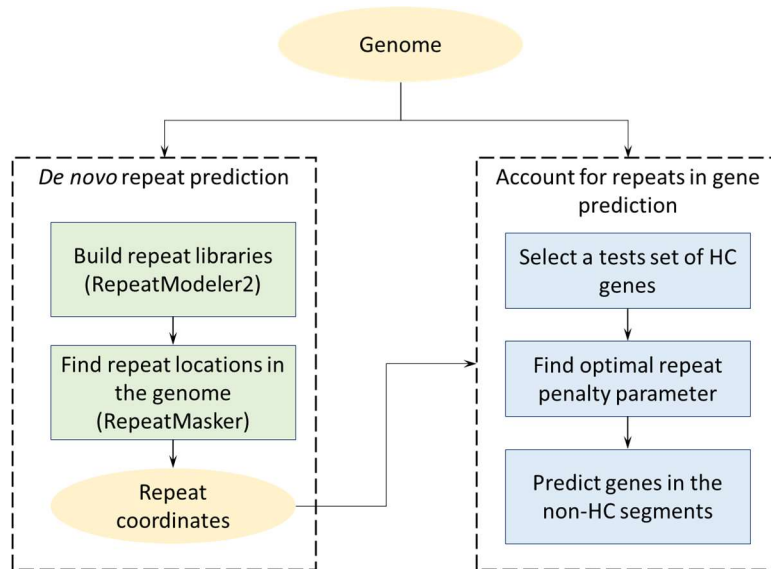 Genome
De novo repeat prediction
Build repeat libraries
(RepeatModeler2)
Find repeat locations in
the genome
(RepeatMasker)
Repeat
coordinates
Account for repeats in gene
prediction
Select a tests set of HC
genes
Find optimal repeat
penalty parameter
Predict genes in the
non-HC segments